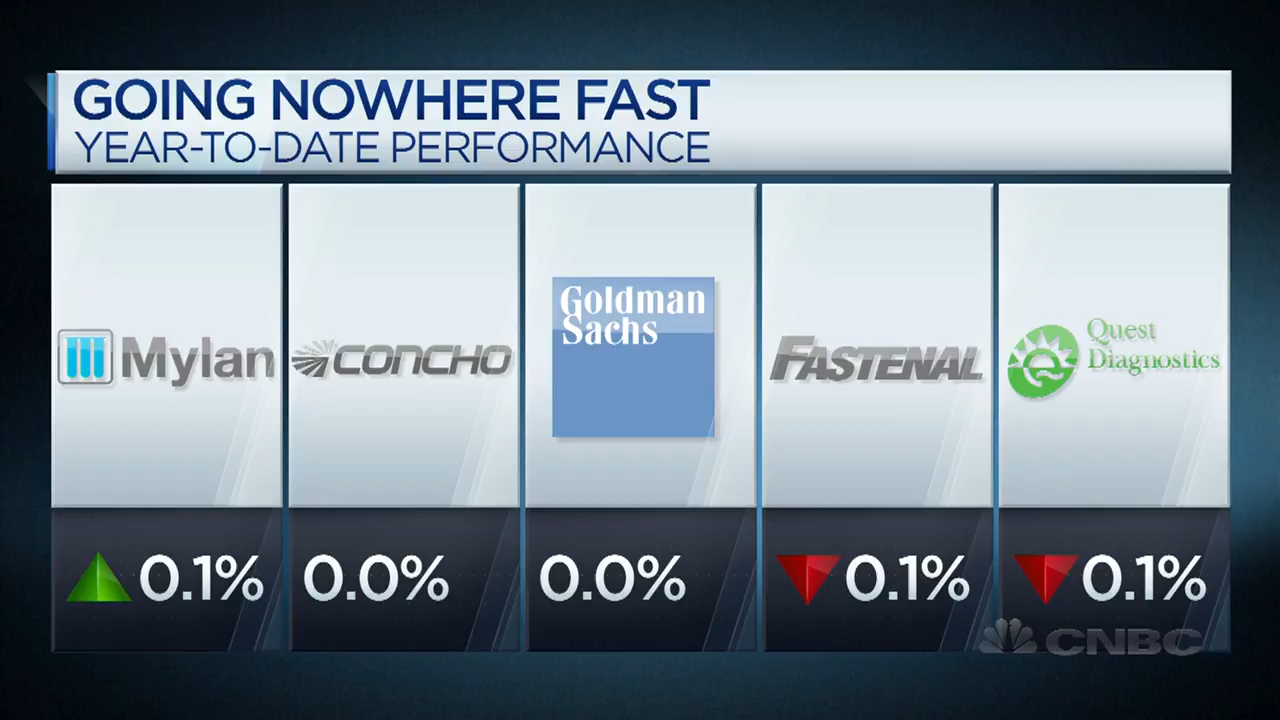 GOING NOWHERE FAST
YEAR-TO-DATE PERFORMANCE
Mylan
CONCHO
Goldman
Sachs
FASTENAL
Quest
Diagnostics
0.1%
0.0%
0.0%
0.1%
0.1%
CNBC